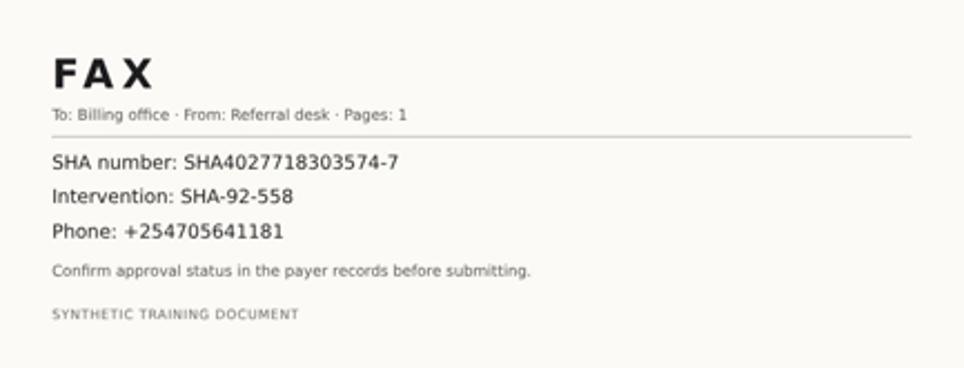 FAX
To: Billing office · From: Referral desk · Pages: 1
SHA number: SHA4027718303574-7
Intervention: SHA-92-558
Phone: +254705641181
Confirm approval status in the payer records before submitting.
SYNTHETIC TRAINING DOCUMENT